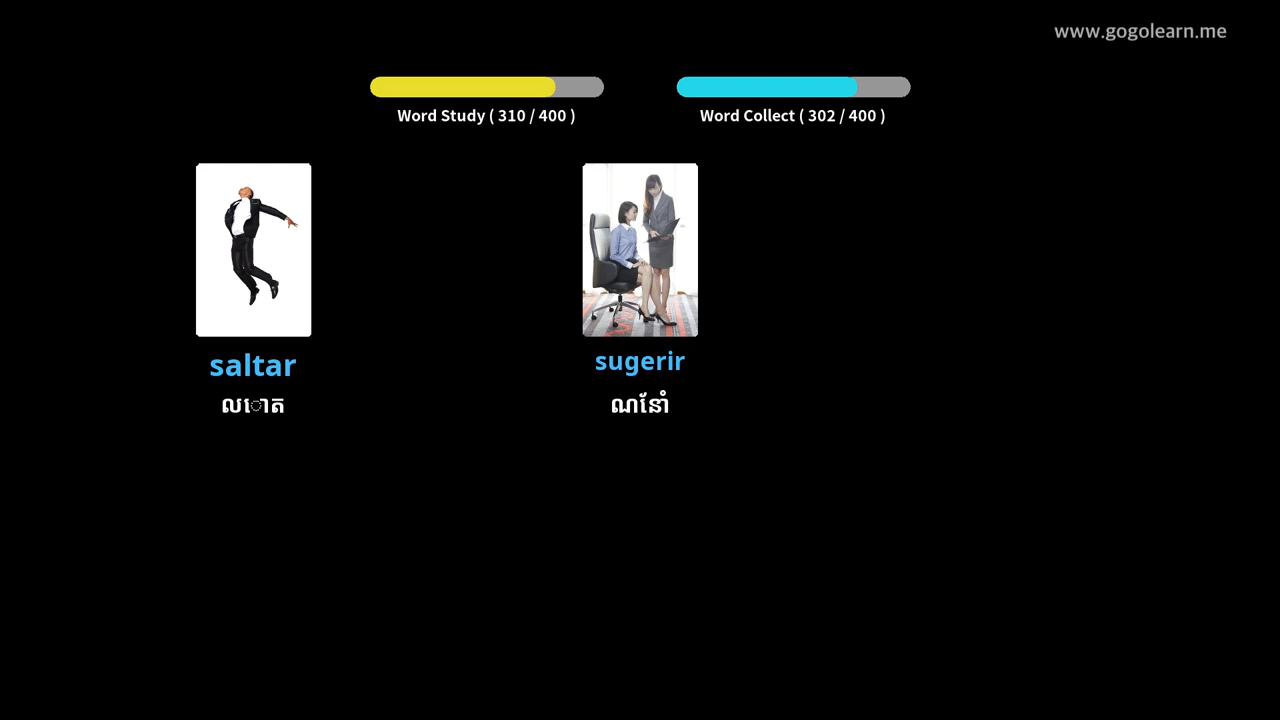 www.gogolearn.me
Word Study ( 310 / 400 )
Word Collect ( 302 / 400 )
saltar
លោត
sugerir
ណែនាំ